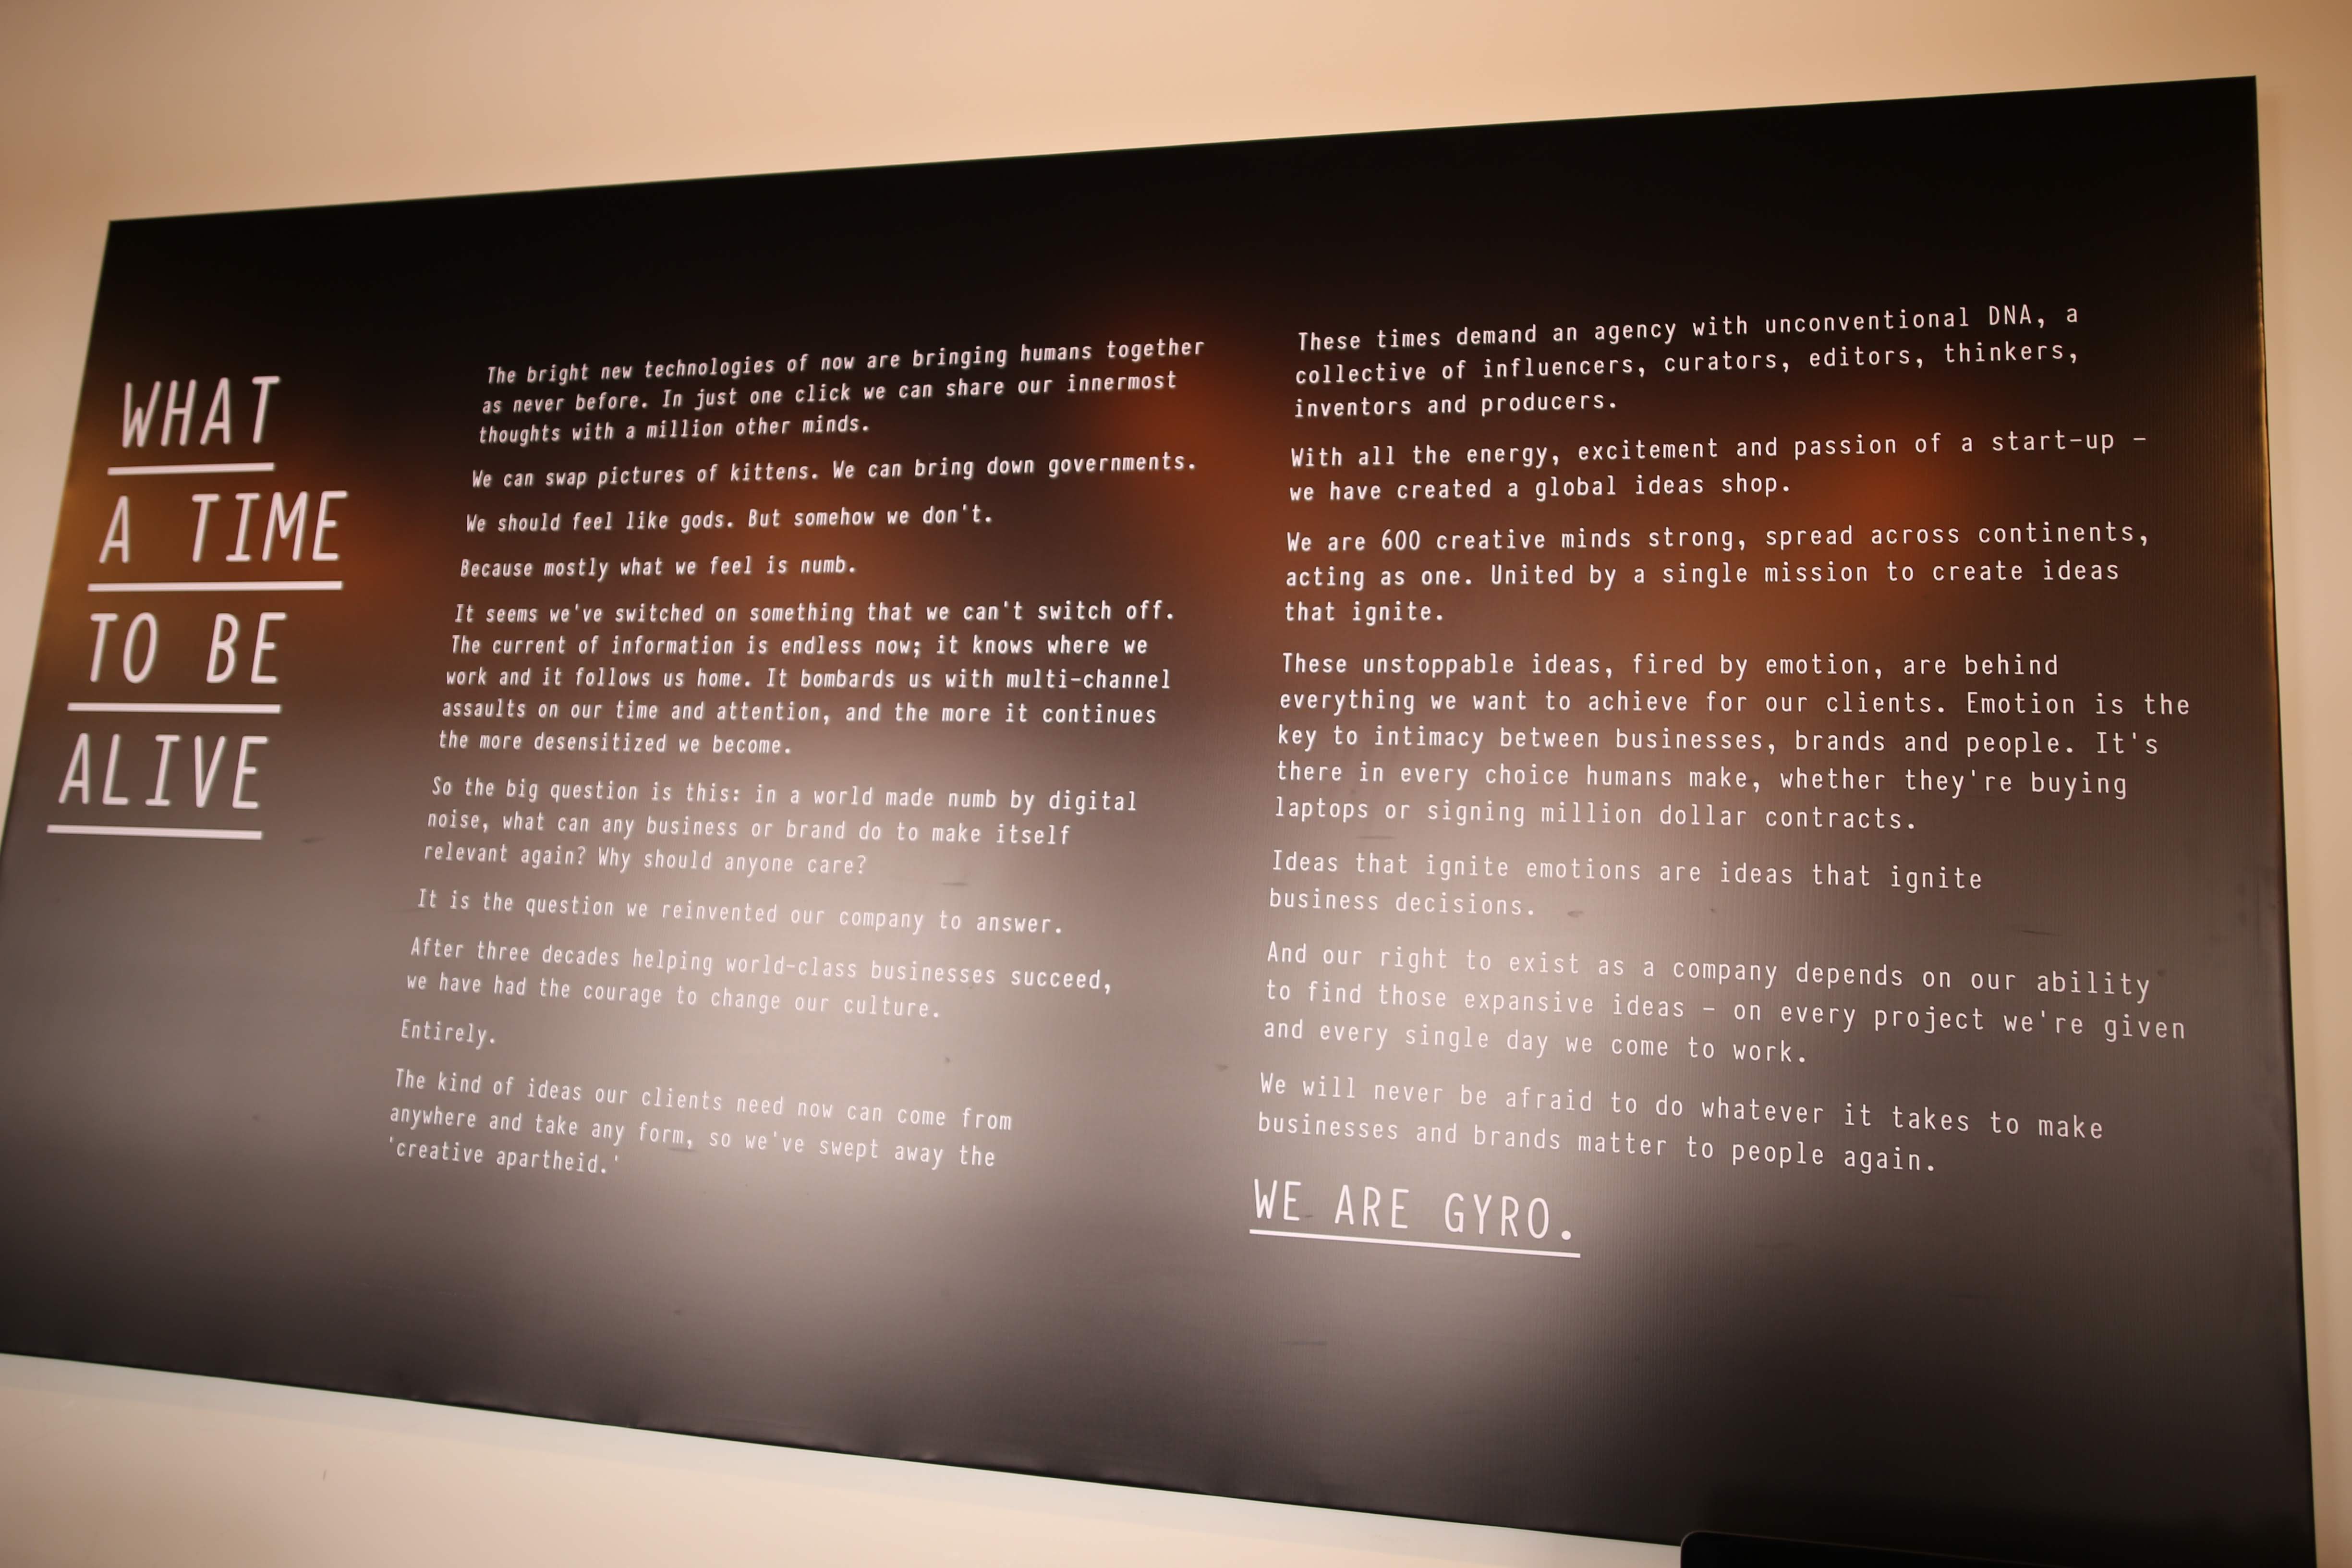 WHAT
A TIME
TO BE
ALIVE
The bright new technologies of now are bringing humans together
as never before. In just one click we can share our innermost
thoughts with a million other minds.
We can swap pictures of kittens. We can bring down governments.
We should feel like gods. But somehow we don't.
Because mostly what we feel is numb.
It seems we've switched on something that we can't switch off.
The current of information is endless now; it knows where we
work and it follows us home. It bombards us with multi-channel
assaults on our time and attention, and the more it continues
the more desensitized we become.
So the big question is this: in a world made numb by digital
noise, what can any business or brand do to make itself
relevant again? Why should anyone care?
It is the question we reinvented our company to answer.
After three decades helping world-class businesses succeed,
we have had the courage to change our culture.
Entirely.
The kind of ideas our clients need now can come from
anywhere and take any form, so we've swept away the
'creative apartheid.'
These times demand an agency with unconventional DNA, a
collective of influencers, curators, editors, thinkers,
inventors and producers.
With all the energy, excitement and passion of a start-up –
we have created a global ideas shop.
We are 600 creative minds strong, spread across continents,
acting as one. United by a single mission to create ideas
that ignite.
These unstoppable ideas, fired by emotion, are behind
everything we want to achieve for our clients. Emotion is the
key to intimacy between businesses, brands and people. It's
there in every choice humans make, whether they're buying
laptops or signing million dollar contracts.
Ideas that ignite emotions are ideas that ignite
business decisions.
And our right to exist as a company depends on our ability
to find those expansive ideas – on every project we're given
and every single day we come to work.
We will never be afraid to do whatever it takes to make
businesses and brands matter to people again.
WE ARE GYRO.